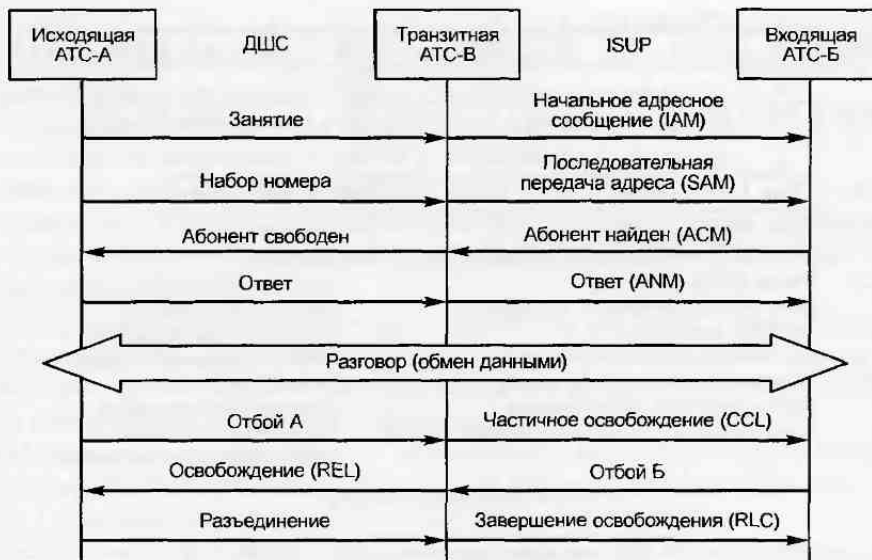 Исходящая
АТС-А
ДШС
Транзитная
АТС-В
ISUP
Входящая
АТС-Б
Занятие
Начальное адресное
сообщение (IAM)
Набор номера
Последовательная
передача адреса (SAM)
Абонент свободен
Абонент найден (ACM)
Ответ
Ответ (ANM)
Разговор (обмен данными)
Отбой А
Частичное освобождение (CCL)
Освобождение (REL)
Отбой Б
Разъединение
Завершение освобождения (RLC)